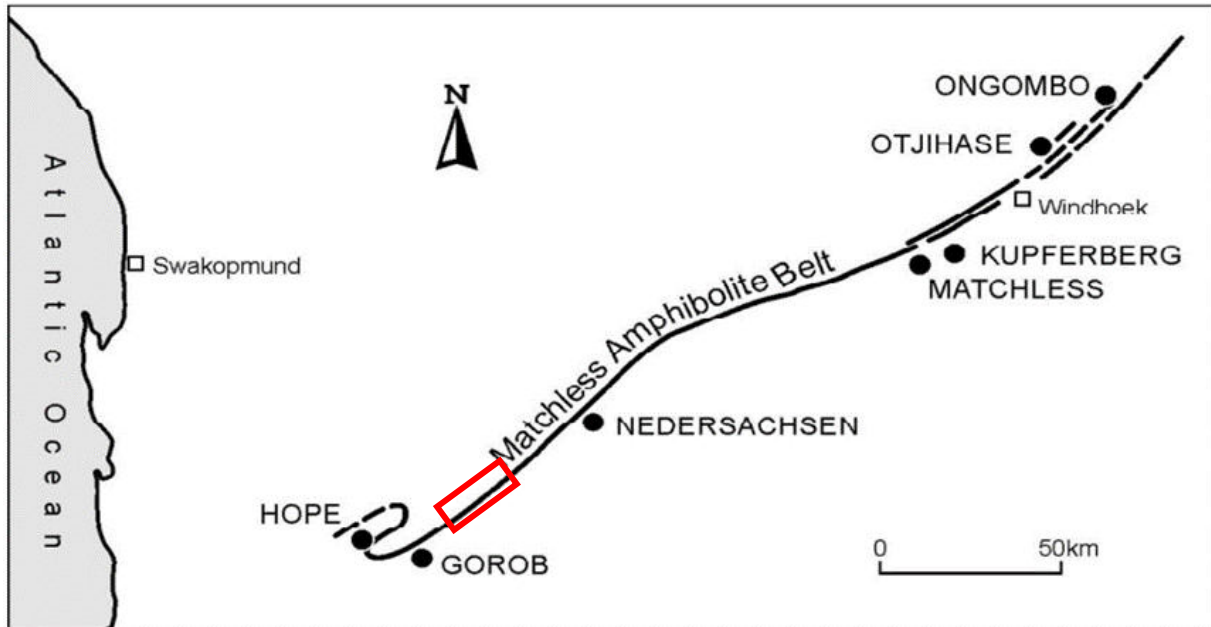 N
ONGOMBO
OTJIHASE
Windhoek
KUPFERBERG
MATCHLESS
Swakopmund
Atlantic Ocean
Matchless Amphibolite Belt
NEDERSACHSEN
HOPE
GOROB
0 50km